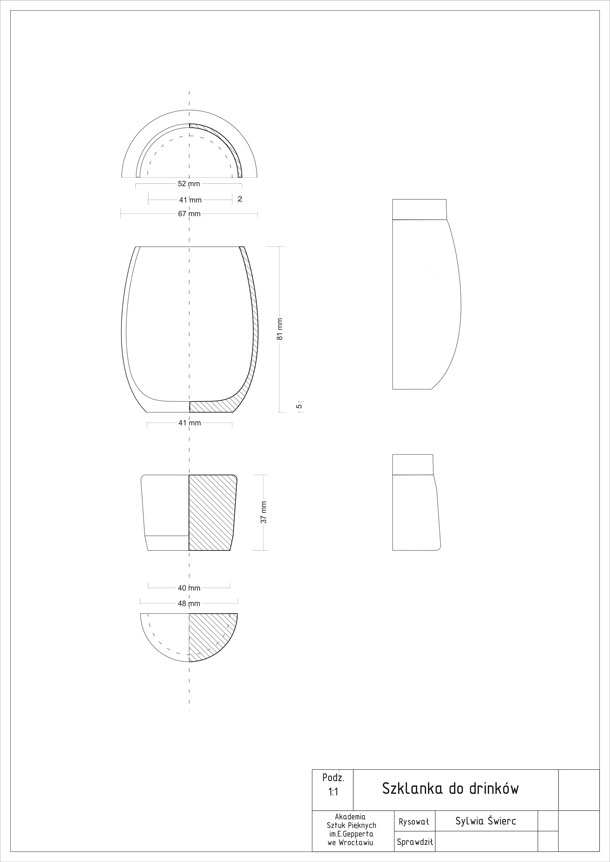 52 mm
41 mm
2
67 mm
81 mm
5
41 mm
37 mm
40 mm
48 mm
Podz.
1:1
Szklanka do drinków
Akademia
Sztuk Pięknych
im.E.Gepperta
we Wrocławiu
Rysował
Sylwia Świerc
Sprawdził